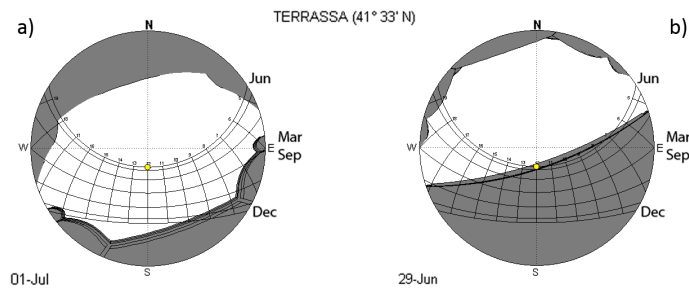 TERRASSA (41° 33' N)
a)
b)
N
N
Jun
Jun
W
E
Mar
Sep
W
E
Mar
Sep
Dec
Dec
S
S
01-Jul
29-Jun